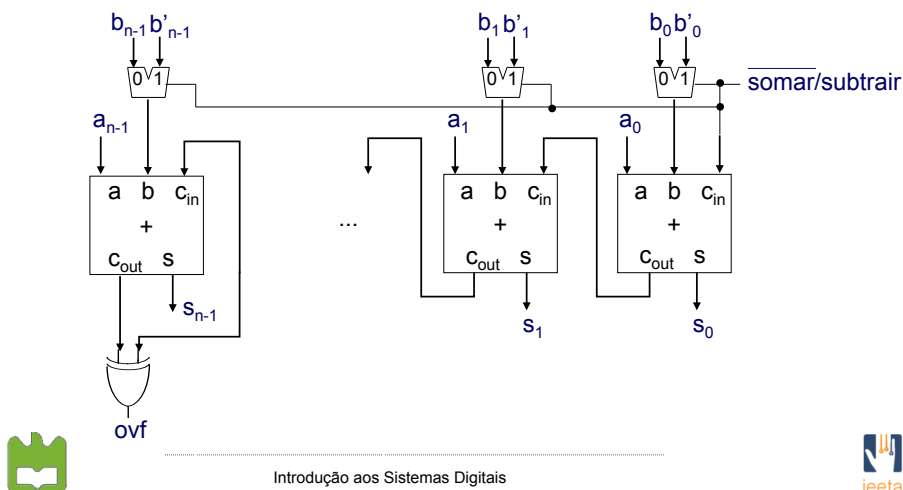 bn-1 b'n-1 b1 b'1 b0 b'0
0 1 0 1 0 1 somar/subtrair
an-1 a1 a0
a b cin a b cin a b cin
+ ... + +
cout s cout s cout s
sn-1 s1 s0
ovf
Introdução aos Sistemas Digitais
ieeta